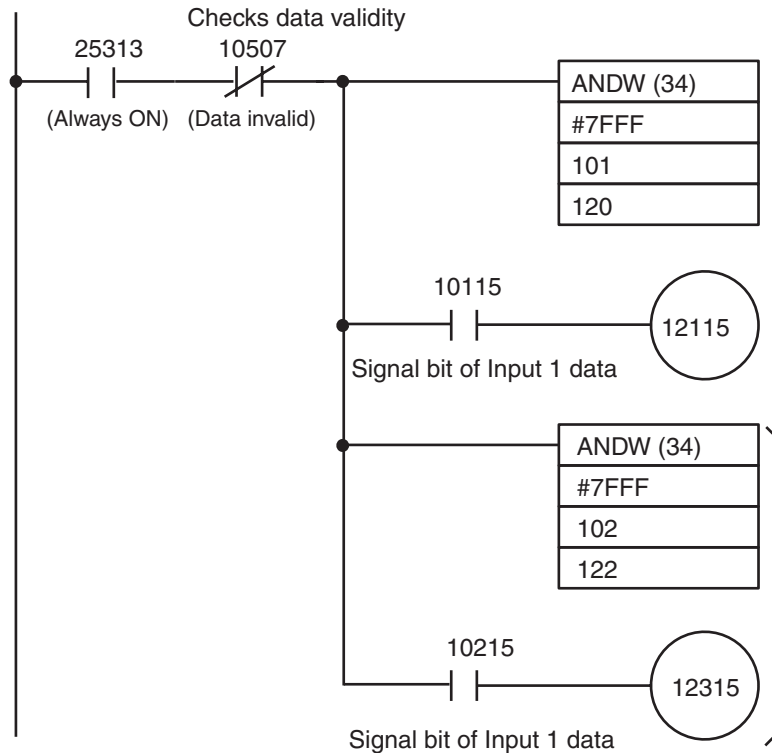 Checks data validity
25313
10507
(Always ON)
(Data invalid)
ANDW (34)
#7FFF
101
120
10115
12115
Signal bit of Input 1 data
ANDW (34)
#7FFF
102
122
10215
12315
Signal bit of Input 1 data